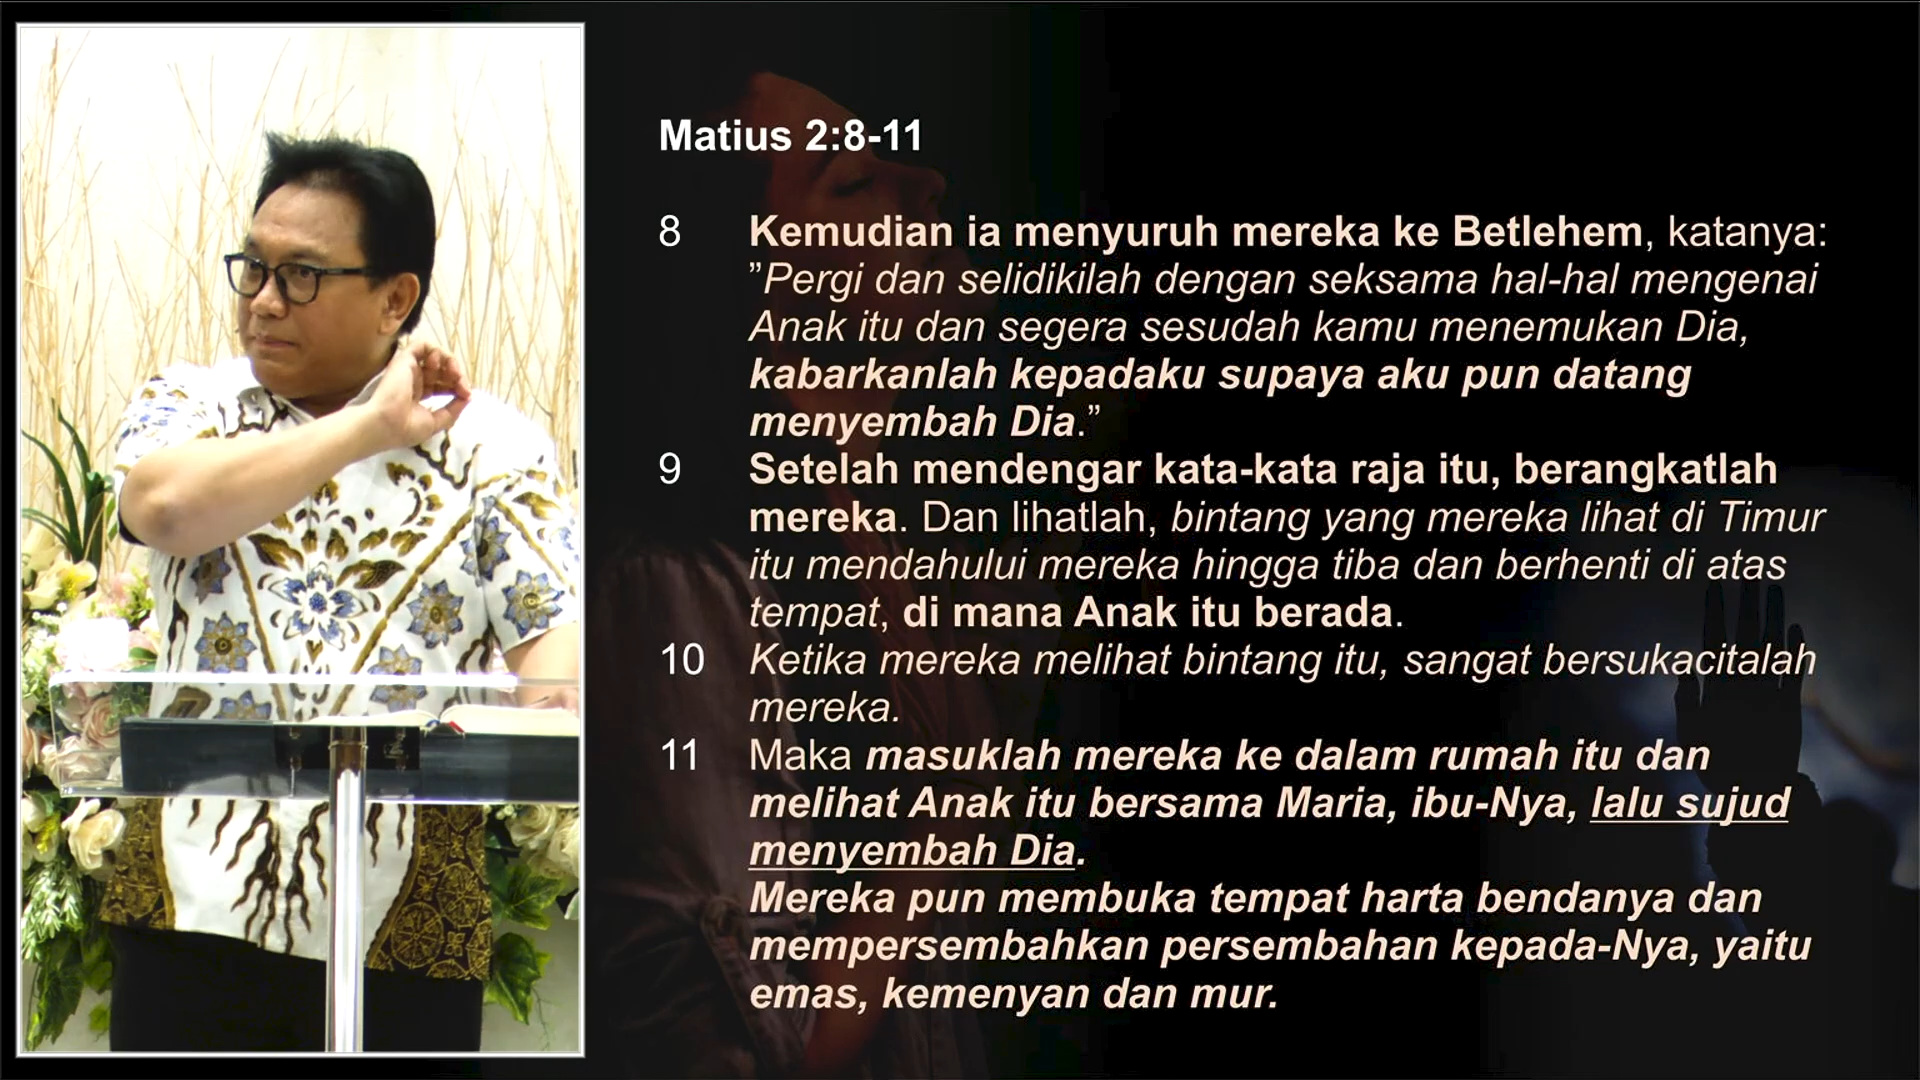 Matius 2:8-11
8 Kemudian ia menyuruh mereka ke Betlehem, katanya:
”Pergi dan selidikilah dengan seksama hal-hal mengenai
Anak itu dan segera sesudah kamu menemukan Dia,
kabarkanlah kepadaku supaya aku pun datang
menyembah Dia.”
9 Setelah mendengar kata-kata raja itu, berangkatlah
mereka. Dan lihatlah, bintang yang mereka lihat di Timur
itu mendahului mereka hingga tiba dan berhenti di atas
tempat, di mana Anak itu berada.
10 Ketika mereka melihat bintang itu, sangat bersukacitalah
mereka.
11 Maka masuklah mereka ke dalam rumah itu dan
melihat Anak itu bersama Maria, ibu-Nya, lalu sujud
menyembah Dia.
Mereka pun membuka tempat harta bendanya dan
mempersembahkan persembahan kepada-Nya, yaitu
emas, kemenyan dan mur.